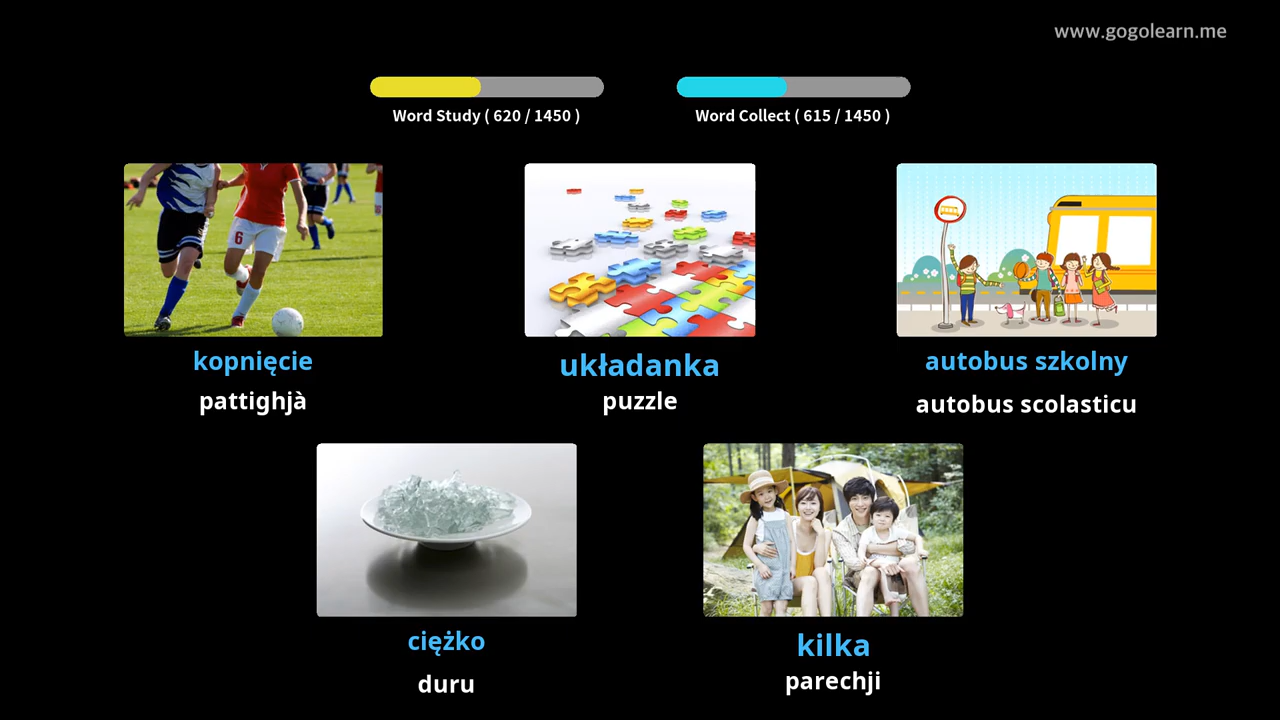 www.gogolearn.me
Word Study ( 620 / 1450 )
Word Collect ( 615 / 1450 )
6
kopnięcie
pattighjà
układanka
puzzle
autobus szkolny
autobus scolasticu
ciężko
duru
kilka
parechji